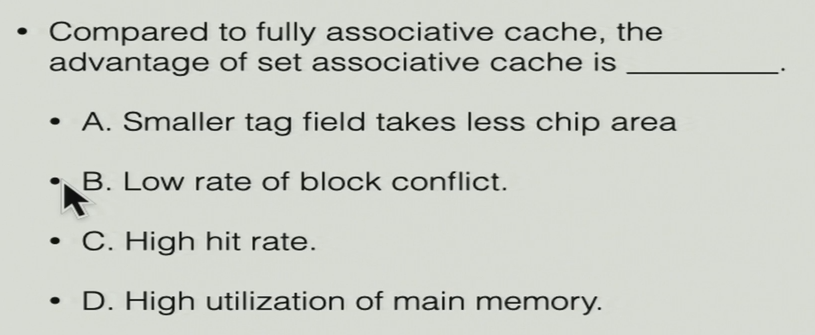 • Compared to fully associative cache, the
advantage of set associative cache is __________.
• A. Smaller tag field takes less chip area
• B. Low rate of block conflict.
• C. High hit rate.
• D. High utilization of main memory.